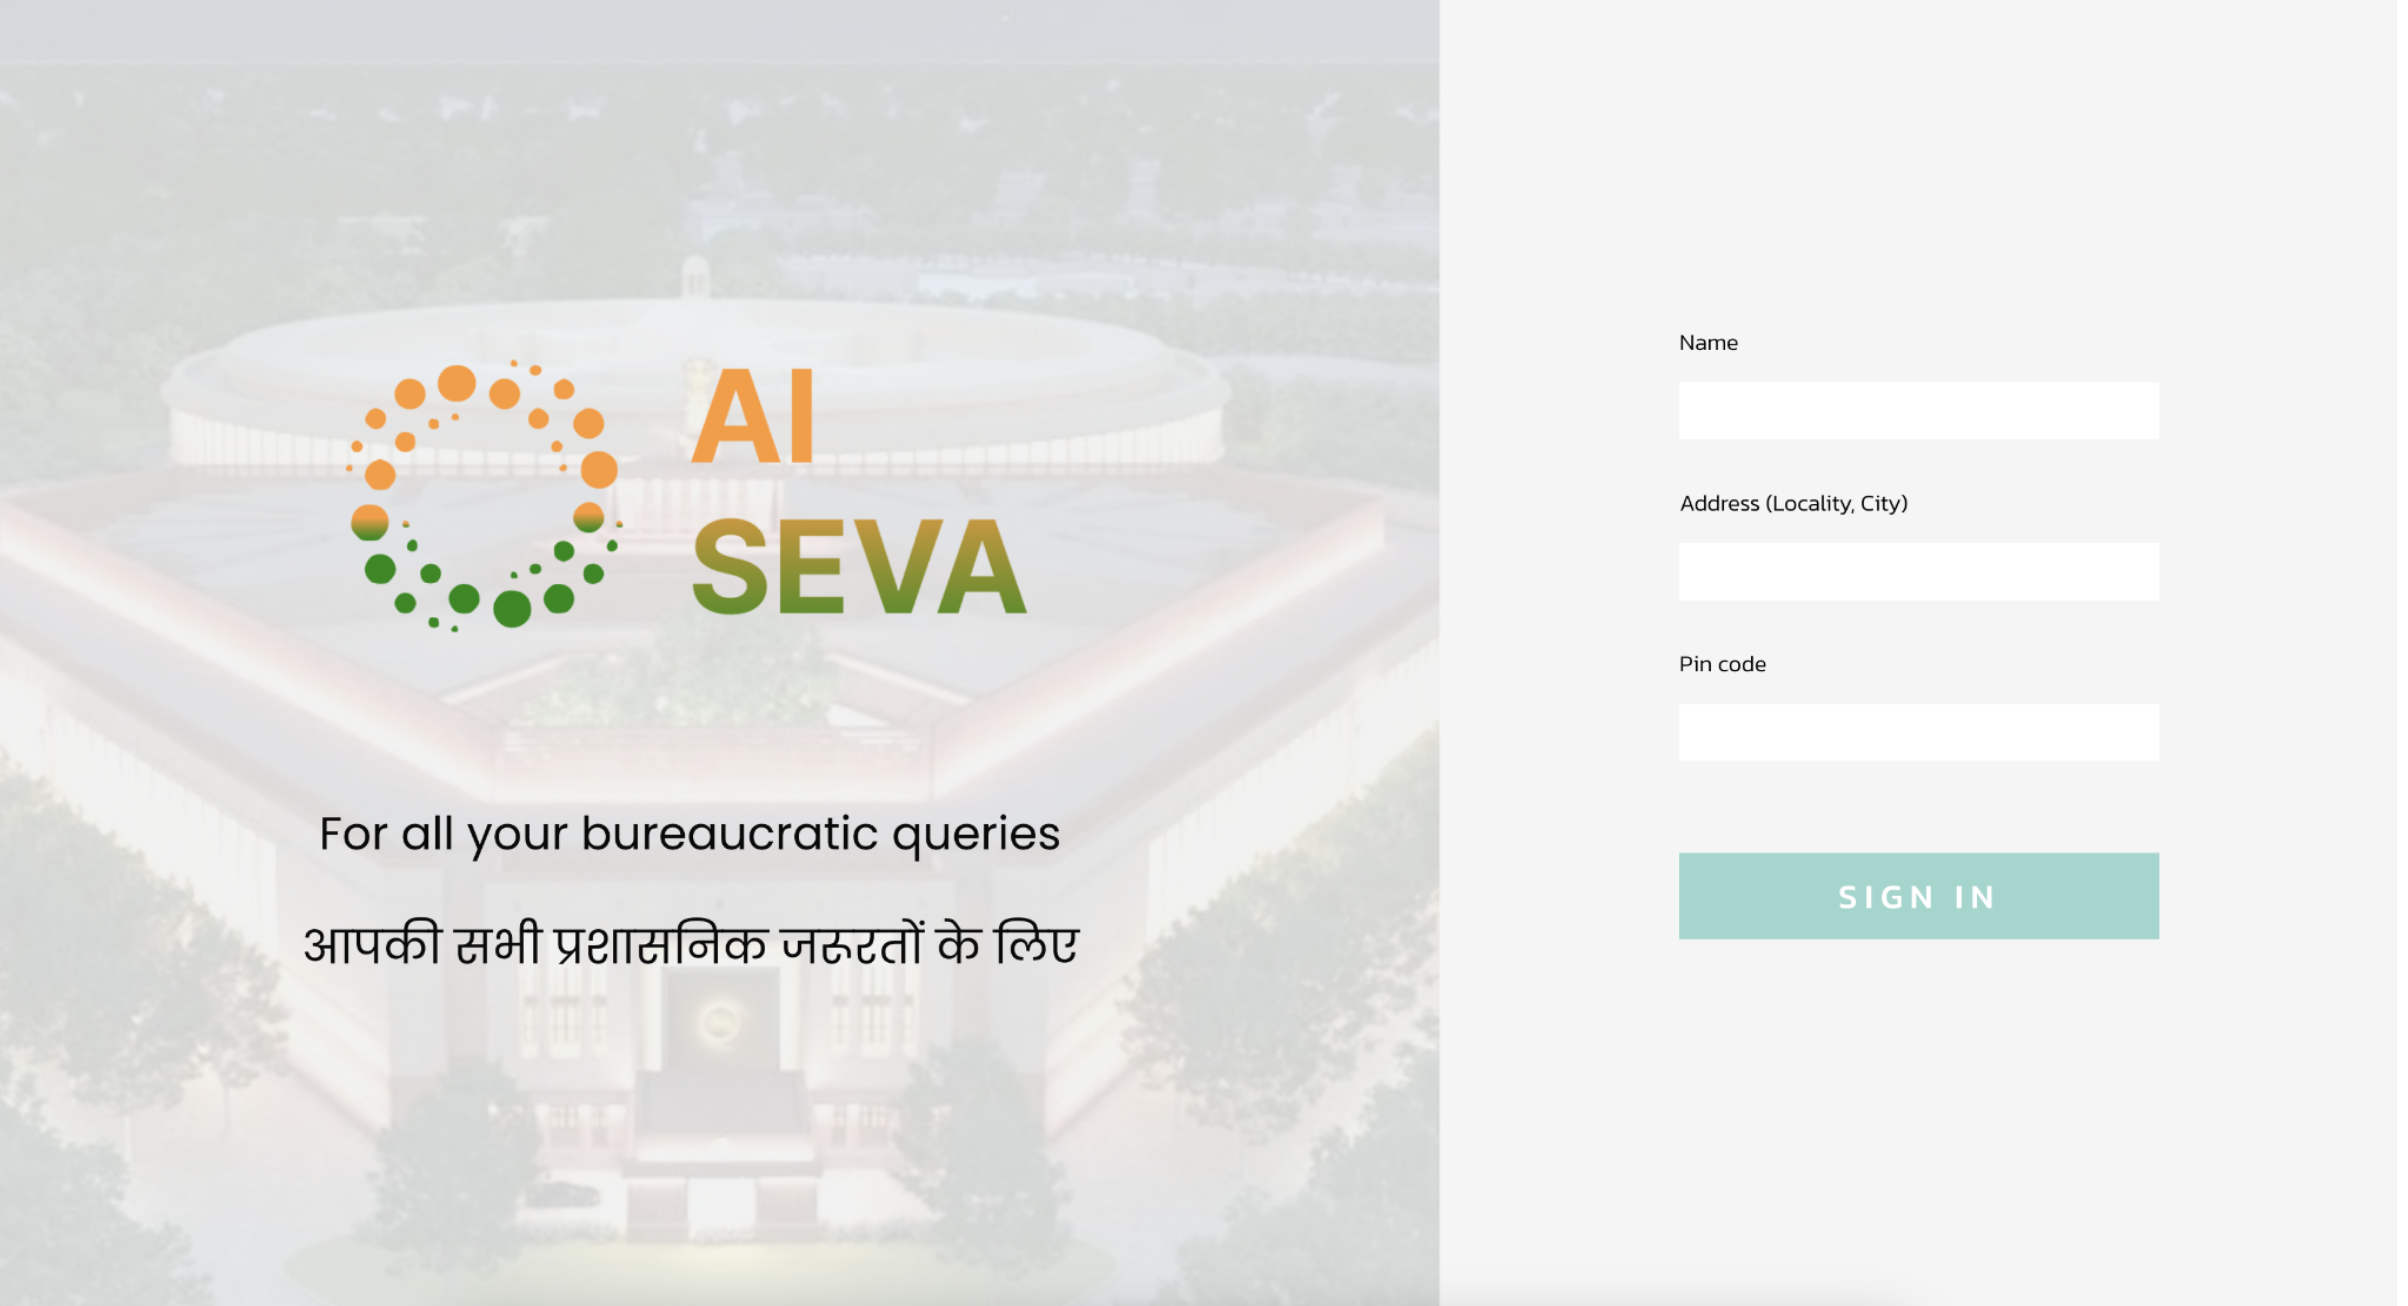 AI
SEVA
For all your bureaucratic queries
आपकी सभी प्रशासनिक जरूरतों के लिए
Name
Address (Locality, City)
Pin code
SIGN IN